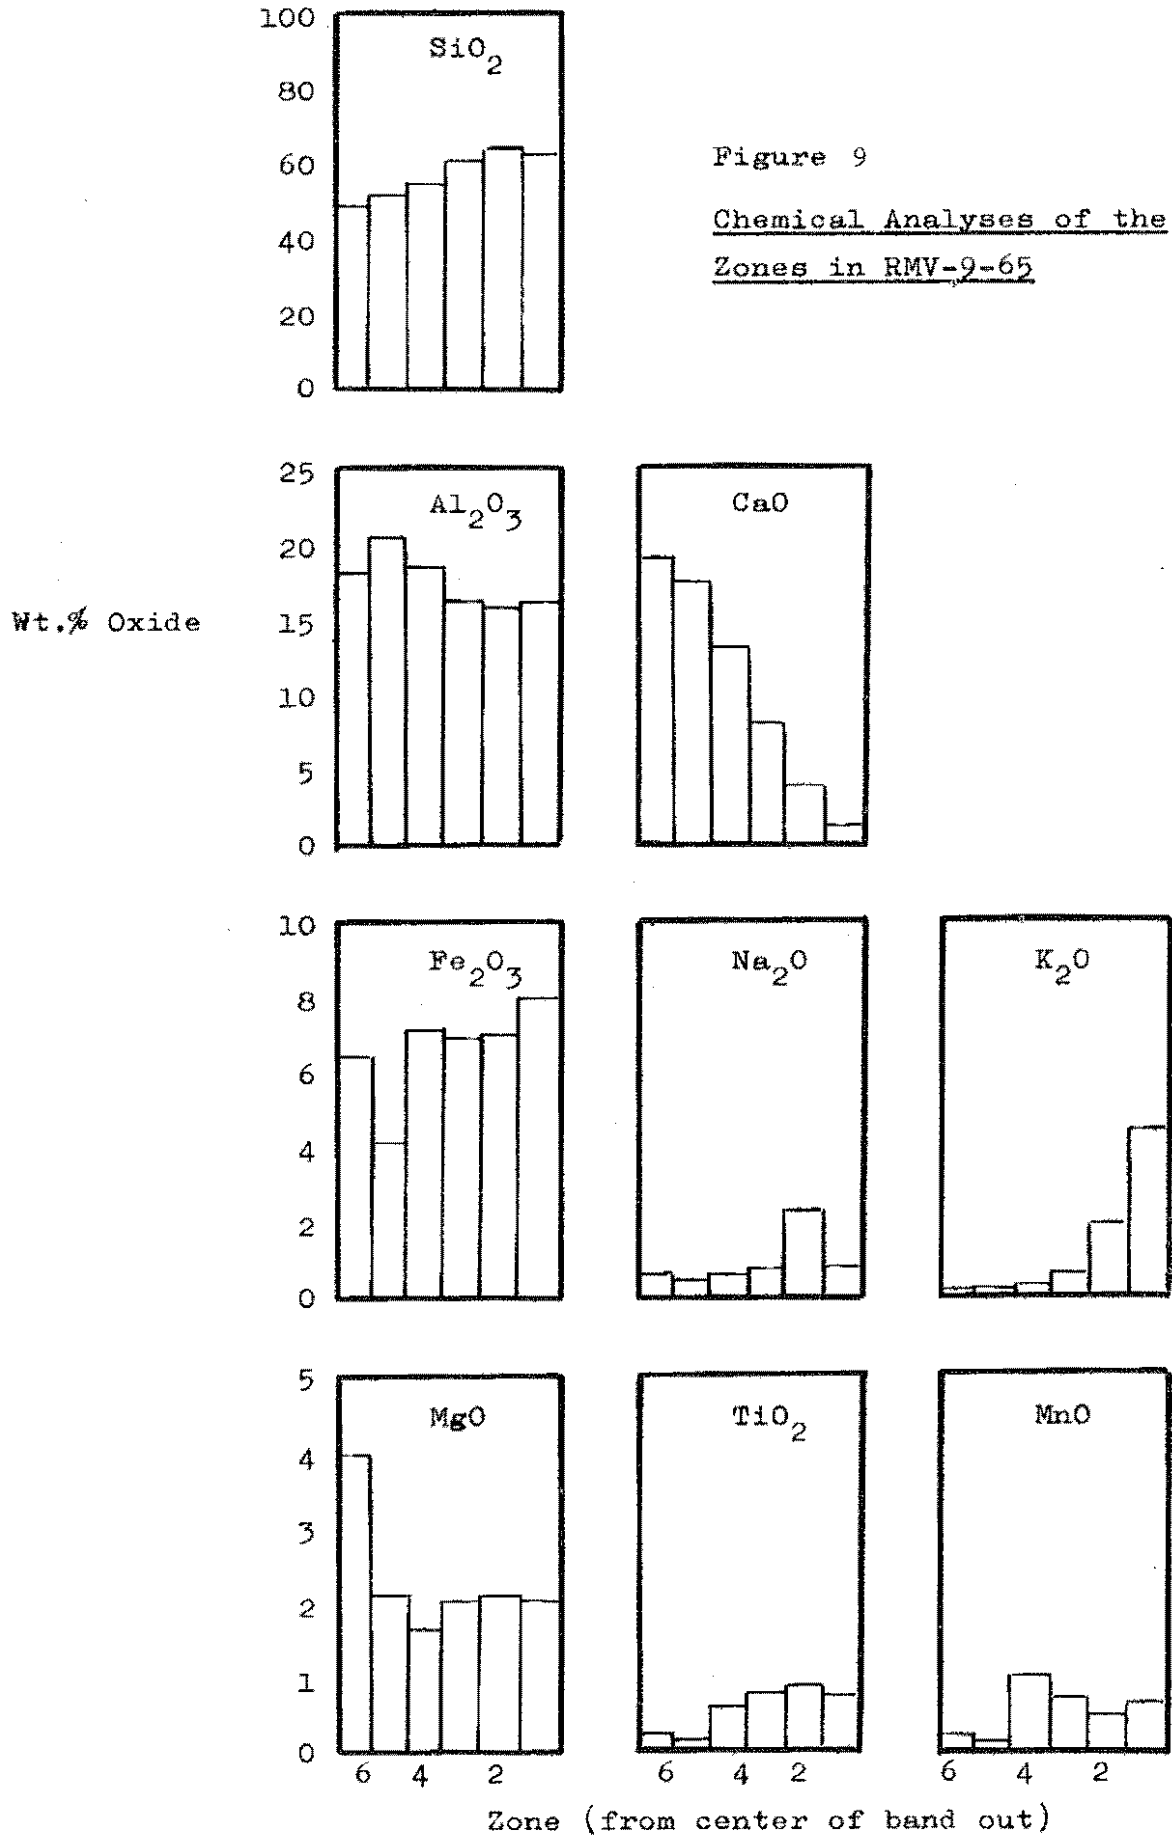 Figure 9
Chemical Analyses of the
Zones in RMV-9-65
Wt.% Oxide
SiO2
100
80
60
40
20
0
Al2O3
25
20
15
10
5
0
CaO
Fe2O3
10
8
6
4
2
0
Na2O
K2O
MgO
5
4
3
2
1
0
TiO2
MnO
6 4 2
6 4 2
6 4 2
Zone (from center of band out)